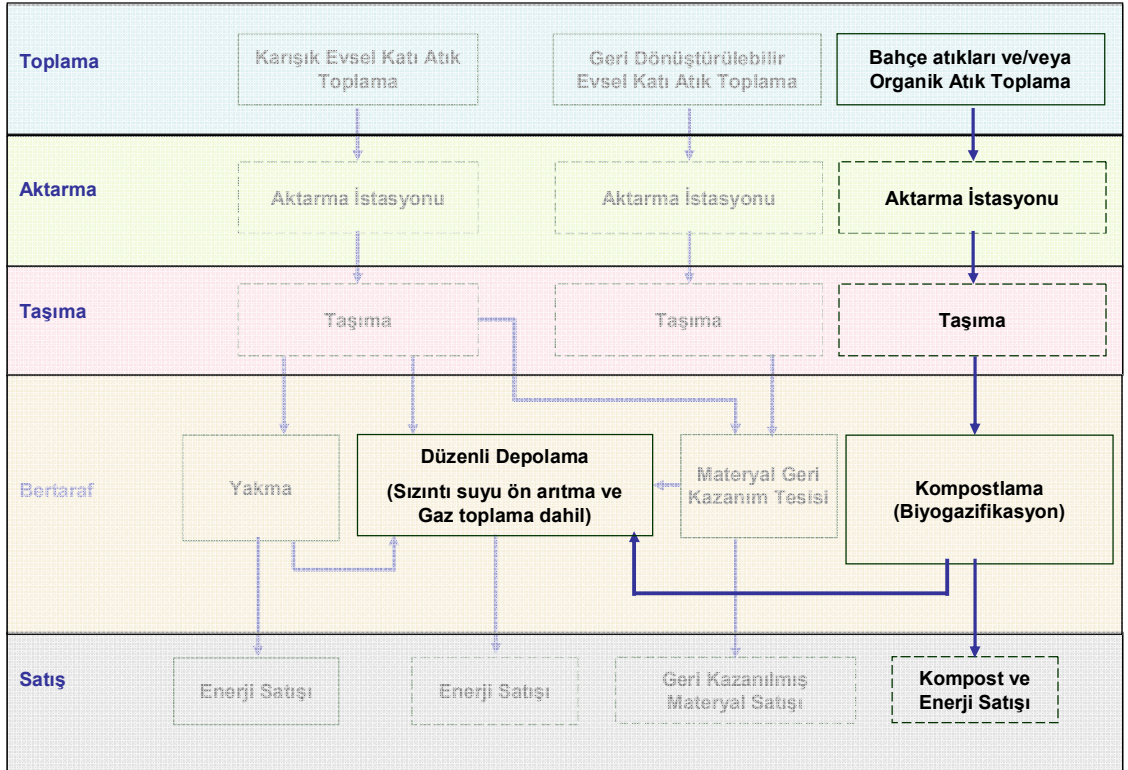 Toplama
Karışık Evsel Katı Atık
Toplama
Geri Dönüştürülebilir
Evsel Katı Atık Toplama
Bahçe atıkları ve/veya
Organik Atık Toplama
Aktarma
Aktarma İstasyonu
Aktarma İstasyonu
Aktarma İstasyonu
Taşıma
Taşıma
Taşıma
Taşıma
Bertaraf
Yakma
Düzenli Depolama
(Sızıntı suyu ön arıtma ve
Gaz toplama dahil)
Materyal Geri
Kazanım Tesisi
Kompostlama
(Biyogazifikasyon)
Satış
Enerji Satışı
Enerji Satışı
Geri Kazanılmış
Materyal Satışı
Kompost ve
Enerji Satışı